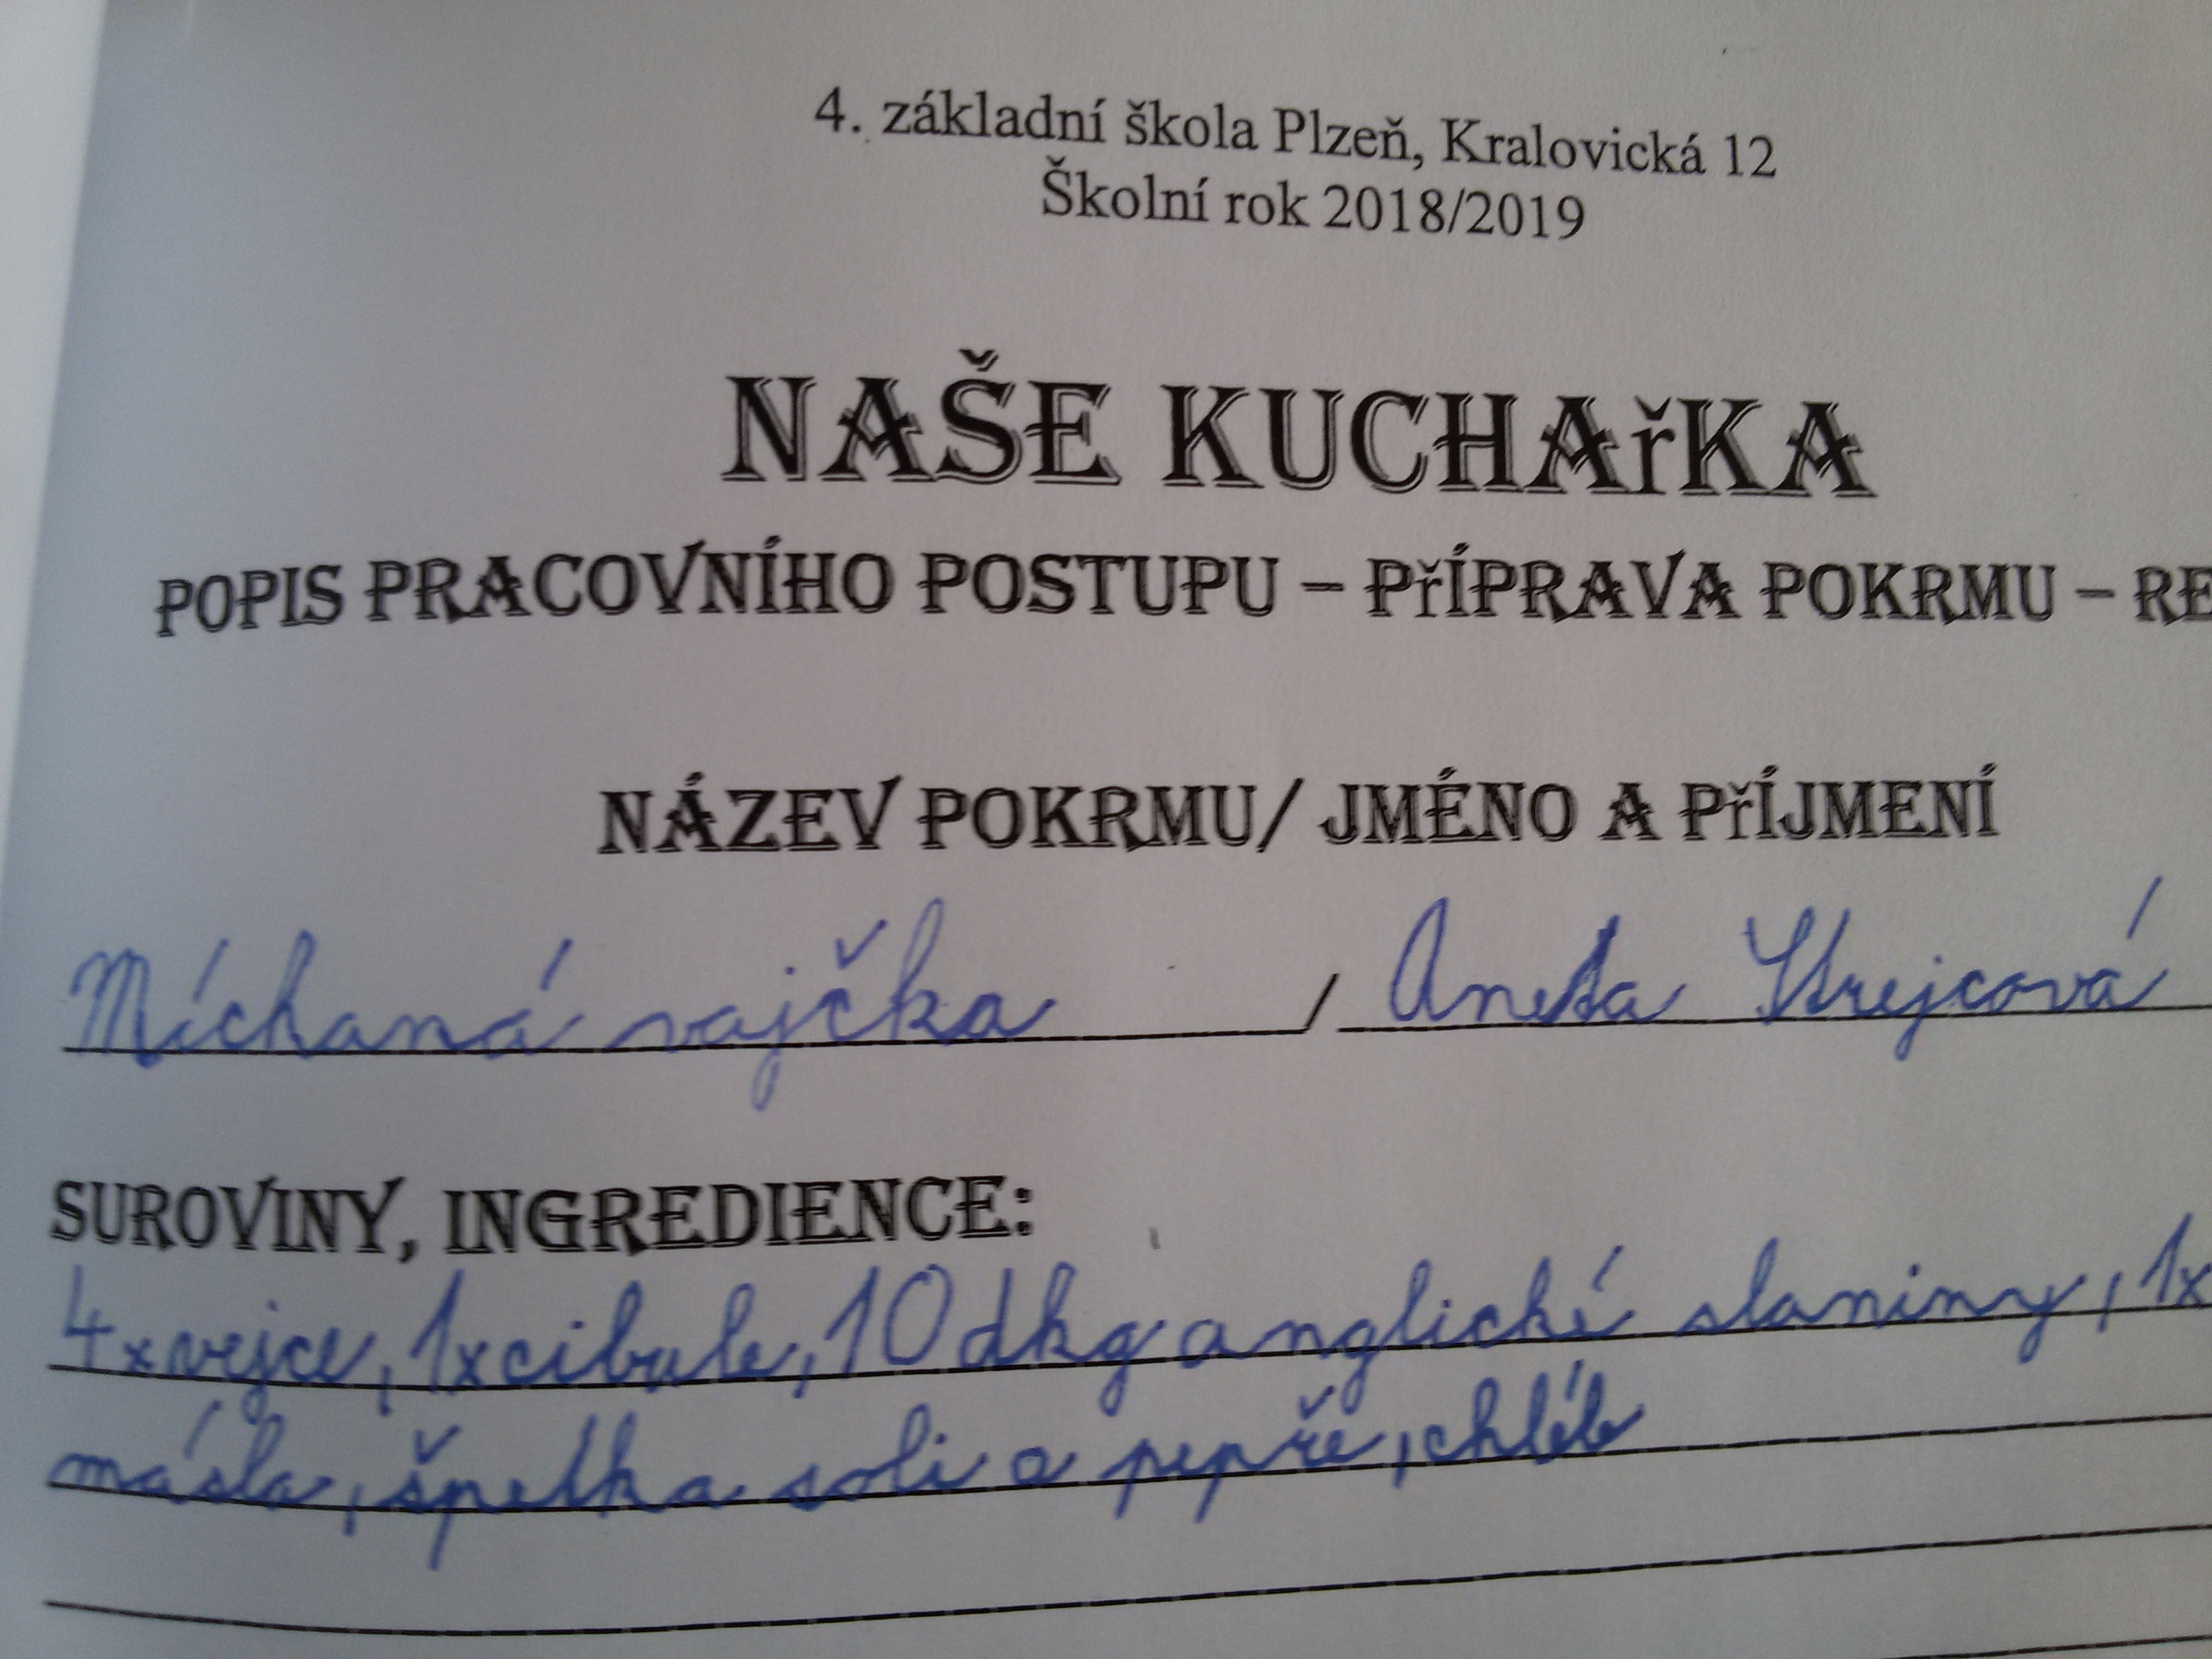 4. základní škola Plzeň, Kralovická 12
Školní rok 2018/2019
NAŠE KUCHAřKA
POPIS PRACOVNÍHO POSTUPU – PřÍPRAVA POKRMU – RE
NÁZEV POKRMU/ JMÉNO A PřÍJMENÍ
Míchaná vajčka / Aneta Strejcová
SUROVINY, INGREDIENCE:
4x vejce, 1x cibule, 10 dkg anglické slaniny, 1x
másla, špetka soli a pepře, chléb